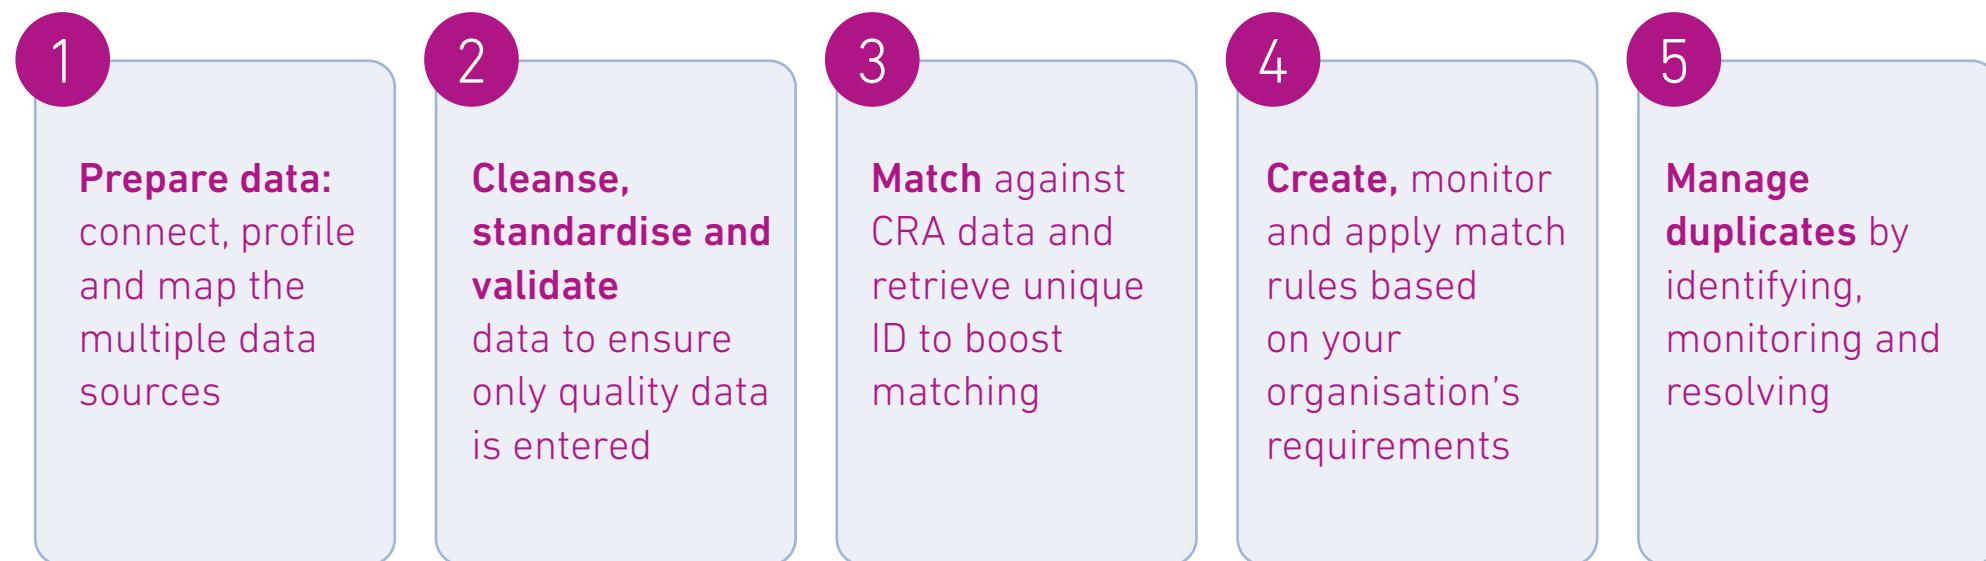 1
Prepare data:
connect, profile
and map the
multiple data
sources
2
Cleanse,
standardise and
validate
data to ensure
only quality data
is entered
3
Match against
CRA data and
retrieve unique
ID to boost
matching
4
Create, monitor
and apply match
rules based
on your
organisation’s
requirements
5
Manage
duplicates by
identifying,
monitoring and
resolving